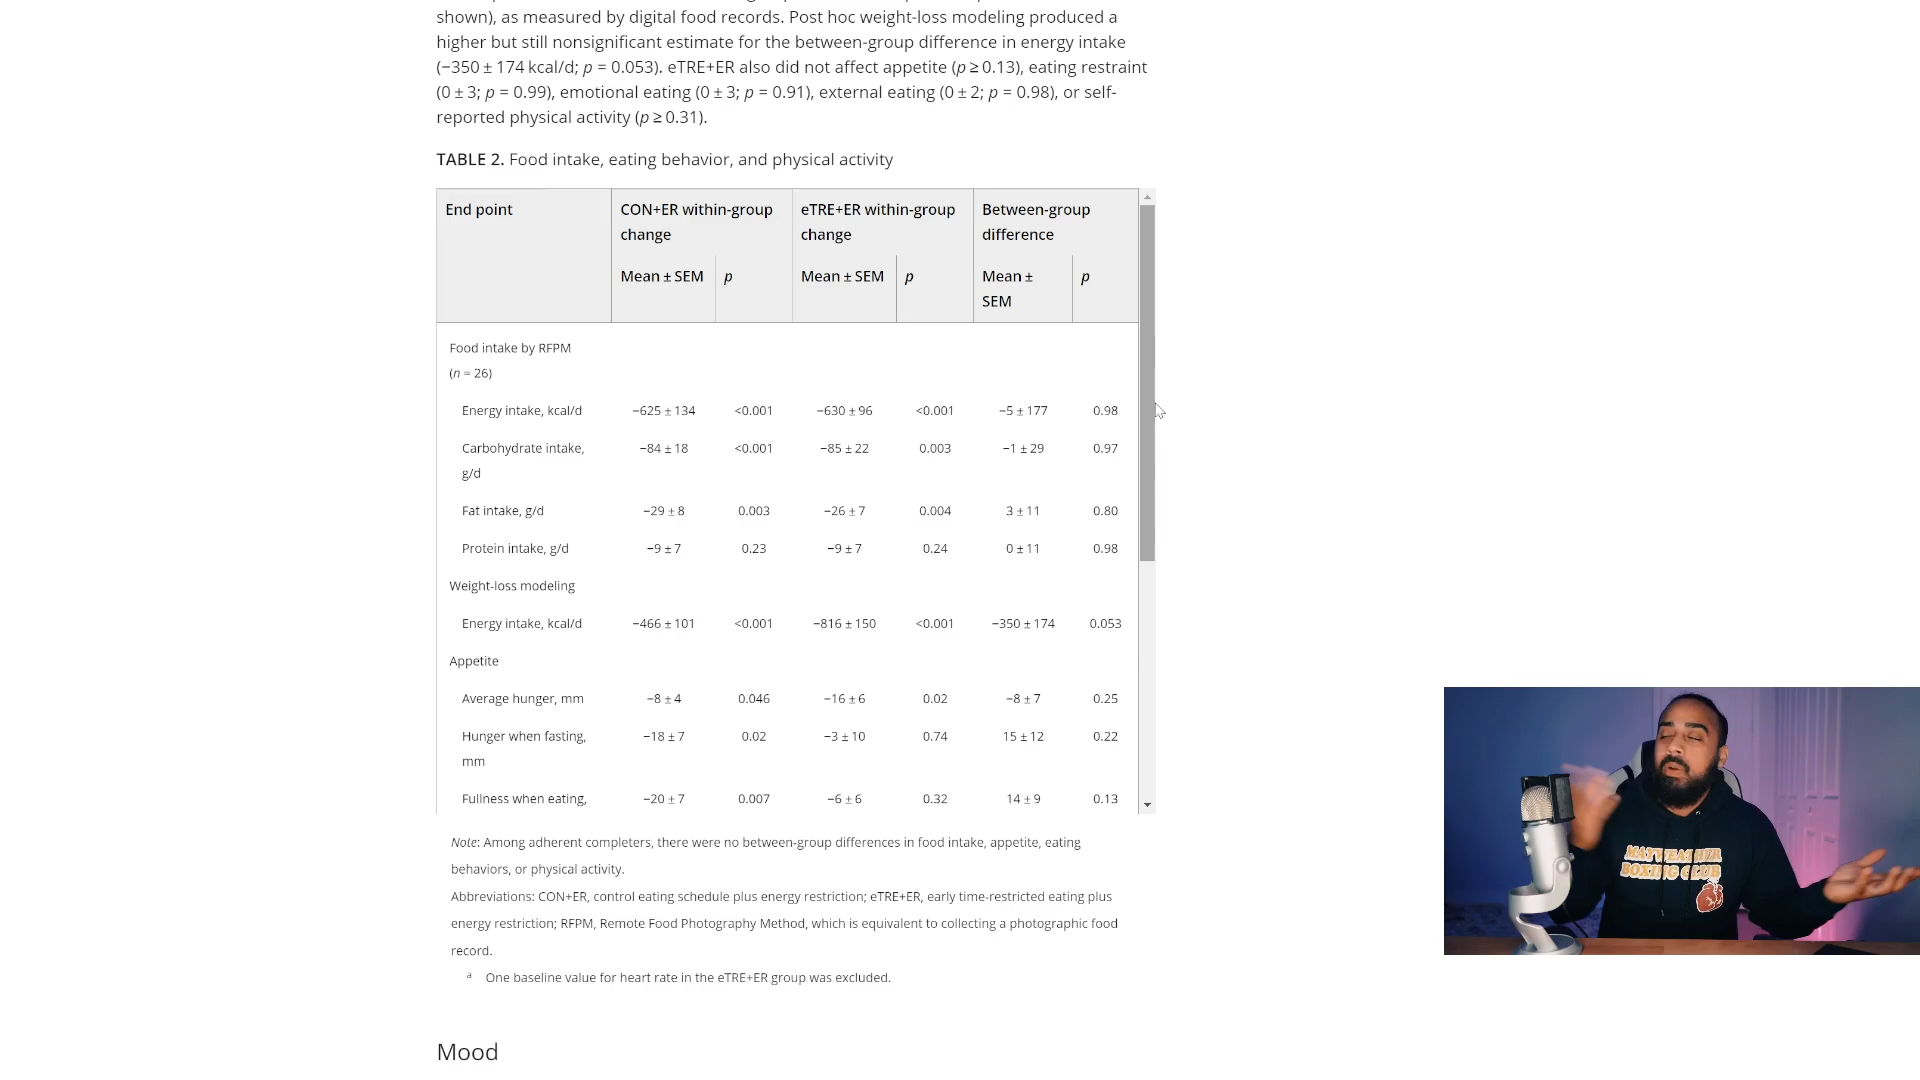 shown), as measured by digital food records. Post hoc weight-loss modeling produced a
higher but still nonsignificant estimate for the between-group difference in energy intake
(−350 ± 174 kcal/d; p = 0.053). eTRE+ER also did not affect appetite (p ≥ 0.13), eating restraint
(0 ± 3; p = 0.99), emotional eating (0 ± 3; p = 0.91), external eating (0 ± 2; p = 0.98), or self-
reported physical activity (p ≥ 0.31).
TABLE 2. Food intake, eating behavior, and physical activity
End point CON+ER within-group eTRE+ER within-group Between-group
change change difference
Mean ± SEM p Mean ± SEM p Mean ± p
SEM
Food intake by RFPM
(n = 26)
Energy intake, kcal/d −625 ± 134 <0.001 −630 ± 96 <0.001 −5 ± 177 0.98
Carbohydrate intake, −84 ± 18 <0.001 −85 ± 22 0.003 −1 ± 29 0.97
g/d
Fat intake, g/d −29 ± 8 0.003 −26 ± 7 0.004 3 ± 11 0.80
Protein intake, g/d −9 ± 7 0.23 −9 ± 7 0.24 0 ± 11 0.98
Weight-loss modeling
Energy intake, kcal/d −466 ± 101 <0.001 −816 ± 150 <0.001 −350 ± 174 0.053
Appetite
Average hunger, mm −8 ± 4 0.046 −16 ± 6 0.02 −8 ± 7 0.25
Hunger when fasting, −18 ± 7 0.02 −3 ± 10 0.74 15 ± 12 0.22
mm
Fullness when eating, −20 ± 7 0.007 −6 ± 6 0.32 14 ± 9 0.13
Note: Among adherent completers, there were no between-group differences in food intake, appetite, eating
behaviors, or physical activity.
Abbreviations: CON+ER, control eating schedule plus energy restriction; eTRE+ER, early time-restricted eating plus
energy restriction; RFPM, Remote Food Photography Method, which is equivalent to collecting a photographic food
record.
a One baseline value for heart rate in the eTRE+ER group was excluded.
Mood
MAYWEATHER
BOXING CLUB